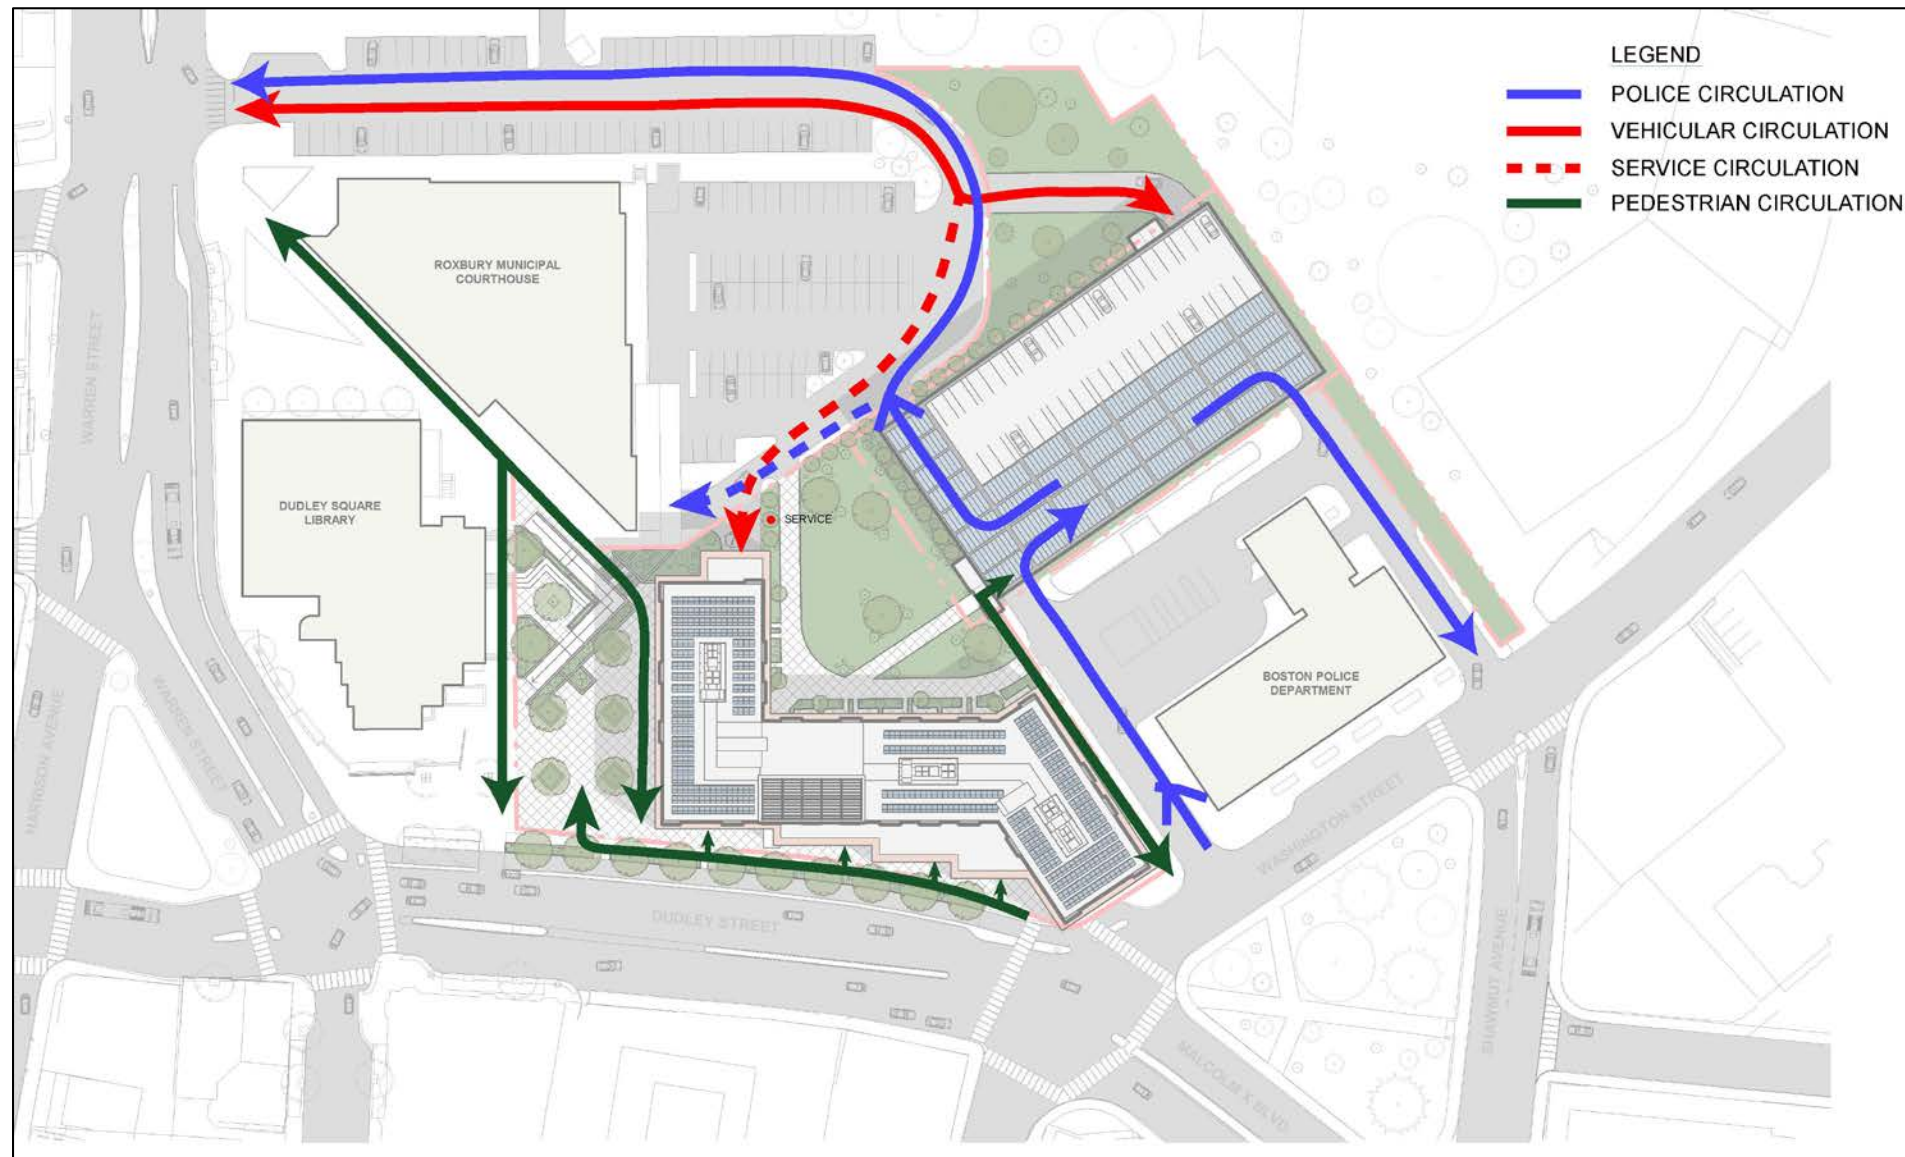 LEGEND
POLICE CIRCULATION
VEHICULAR CIRCULATION
SERVICE CIRCULATION
PEDESTRIAN CIRCULATION
ROXBURY MUNICIPAL
COURTHOUSE
WARREN STREET
DUDLEY SQUARE
LIBRARY
SERVICE
BOSTON POLICE
DEPARTMENT
HARRISON AVENUE
WARREN STREET
WASHINGTON STREET
DUDLEY STREET
SHAWMUT AVENUE
MALCOLM X BLVD.